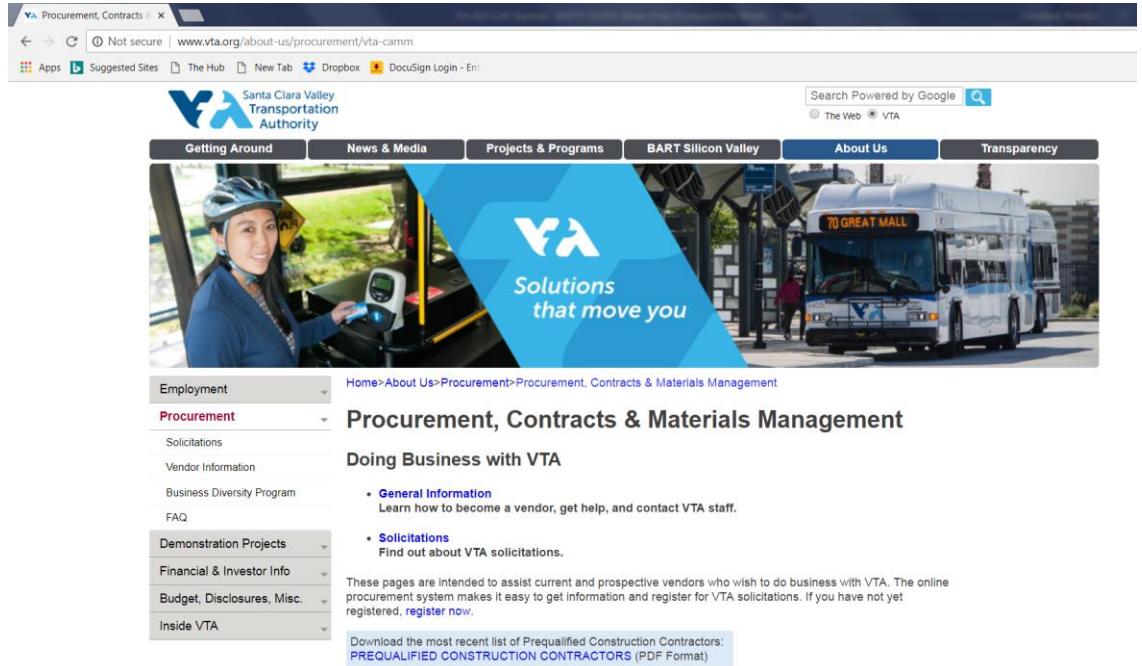 Procurement, Contracts &
Not secure | www.vta.org/about-us/procurement/vta-camm
Apps Suggested Sites The Hub New Tab Dropbox DocuSign Login - Ent
Santa Clara Valley
Transportation
Authority
Search Powered by Google
The Web VTA
Getting Around News & Media Projects & Programs BART Silicon Valley About Us Transparency
70 GREAT MALL
VTA
Solutions
that move you
Employment
Procurement
Solicitations
Vendor Information
Business Diversity Program
FAQ
Demonstration Projects
Financial & Investor Info
Budget, Disclosures, Misc.
Inside VTA
Home>About Us>Procurement>Procurement, Contracts & Materials Management
Procurement, Contracts & Materials Management
Doing Business with VTA
• General Information
Learn how to become a vendor, get help, and contact VTA staff.
• Solicitations
Find out about VTA solicitations.
These pages are intended to assist current and prospective vendors who wish to do business with VTA. The online
procurement system makes it easy to get information and register for VTA solicitations. If you have not yet
registered, register now.
Download the most recent list of Prequalified Construction Contractors:
PREQUALIFIED CONSTRUCTION CONTRACTORS (PDF Format)